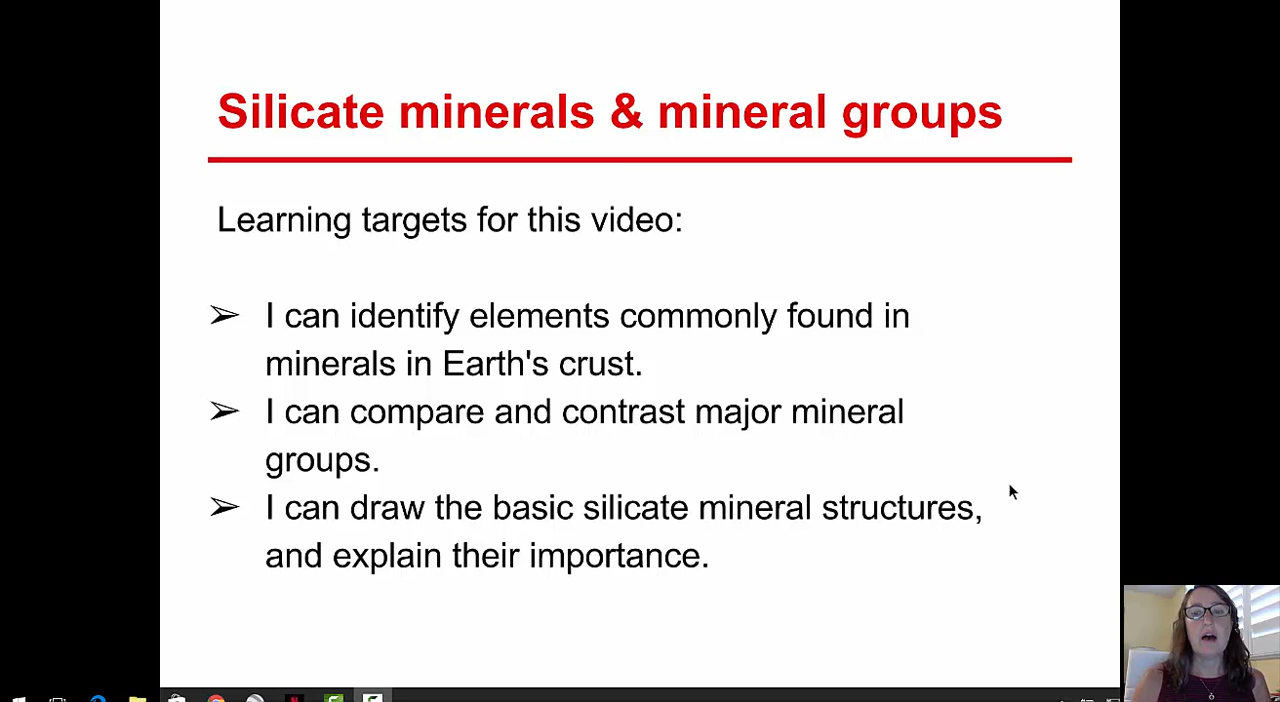 Silicate minerals & mineral groups
Learning targets for this video:
➢ I can identify elements commonly found in
minerals in Earth's crust.
➢ I can compare and contrast major mineral
groups.
➢ I can draw the basic silicate mineral structures,
and explain their importance.